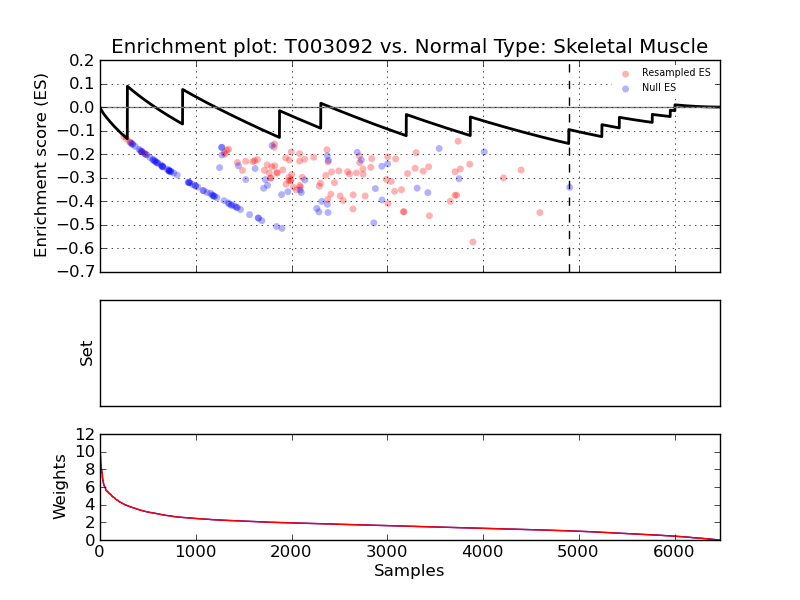 Enrichment plot: T003092 vs. Normal Type: Skeletal Muscle
0.2
0.1
0.0
−0.1
−0.2
−0.3
−0.4
−0.5
−0.6
−0.7
Enrichment score (ES)
Resampled ES
Null ES
Set
12
10
8
6
4
2
0
Weights
0 1000 2000 3000 4000 5000 6000
Samples